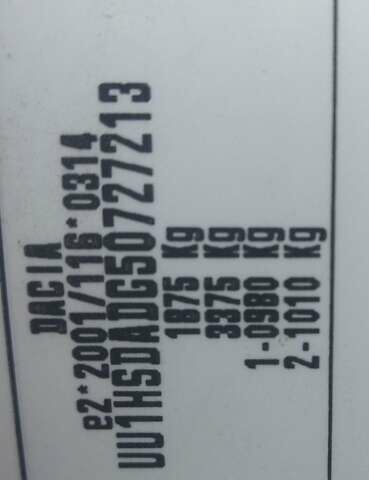 DACIA
e2*2001/116*0314
UU1HSDADG50727213
1875 Kg
3375 Kg
1-0980 Kg
2-1010 Kg